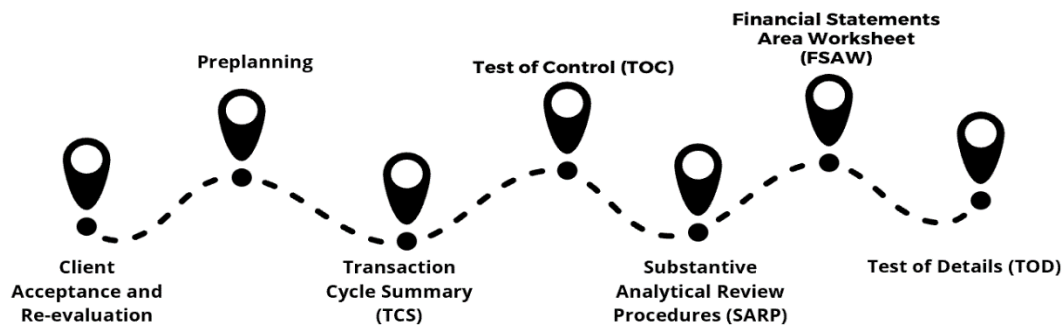 Client
Acceptance and
Re-evaluation
Preplanning
Transaction
Cycle Summary
(TCS)
Test of Control (TOC)
Substantive
Analytical Review
Procedures (SARP)
Financial Statements
Area Worksheet
(FSAW)
Test of Details (TOD)